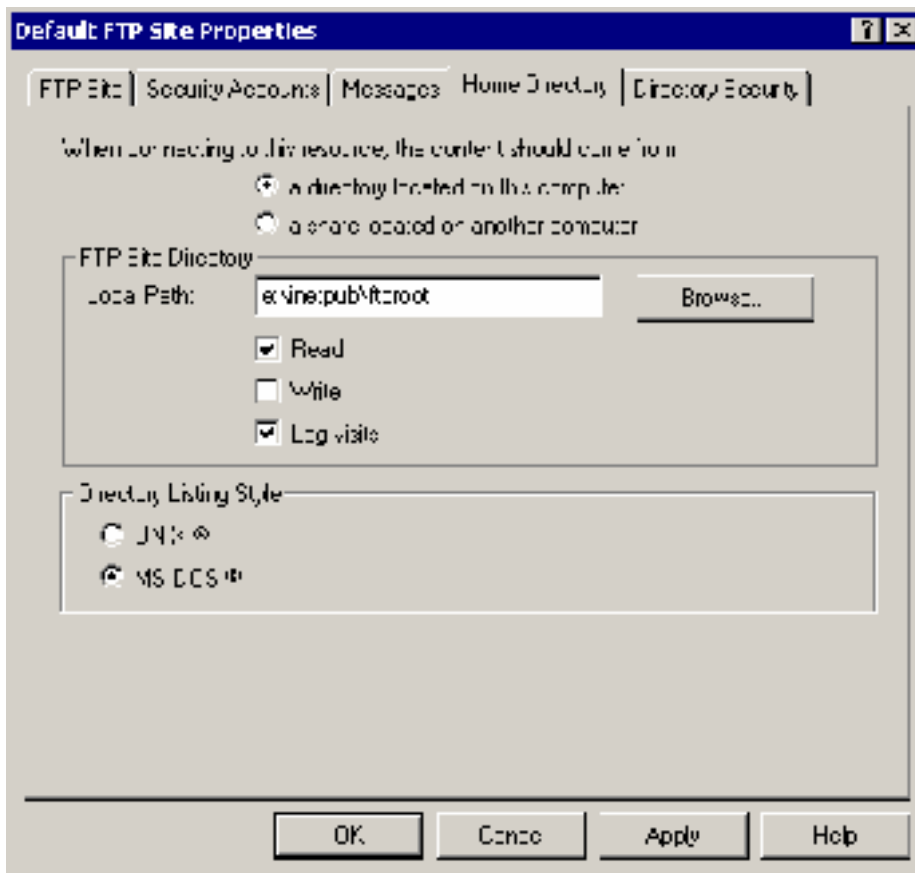 Default FTP Site Properties
FTP Site Security Accounts Messages Home Directory Directory Security
When connecting to this resource, the content should come from
a directory located on this computer
a share located on another computer
FTP Site Directory
Local Path: e:\inetpub\ftproot Browse...
Read
Write
Log visits
Directory Listing Style
UNIX ®
MS-DOS ®
OK Cancel Apply Help